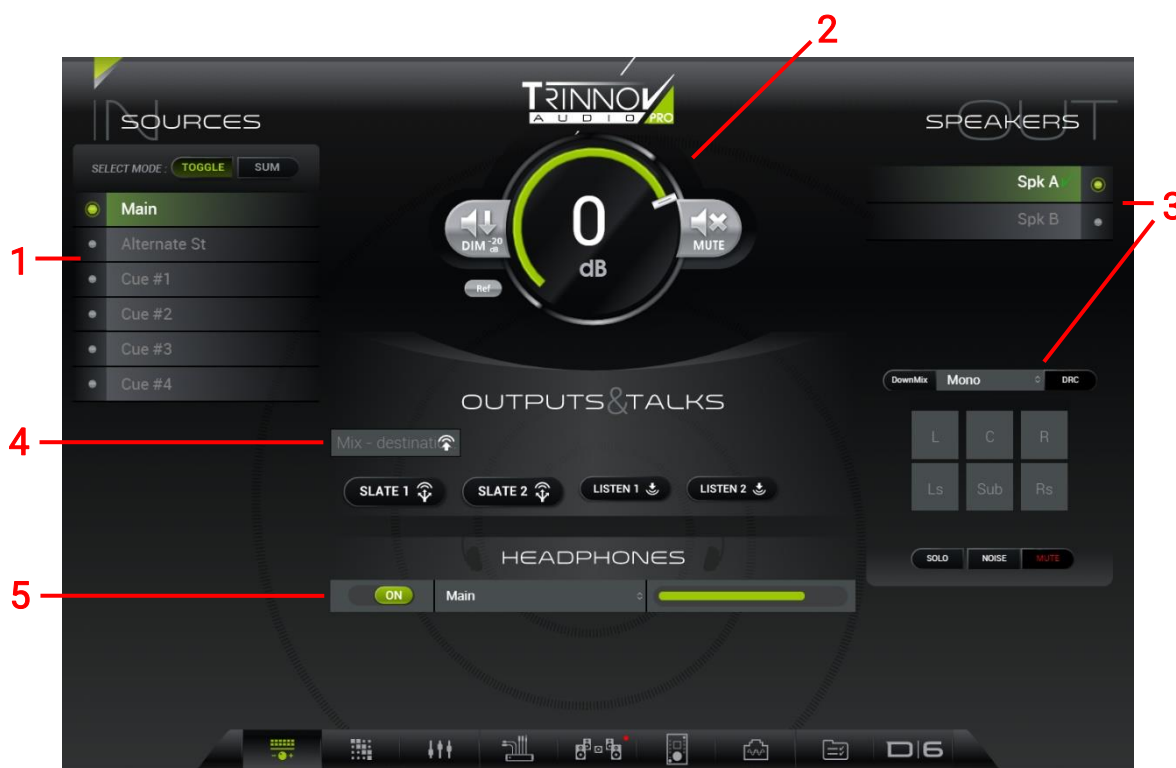 2
TRINNOV
AUDIO PRO
IN
SOURCES
OUT
SPEAKERS
SELECT MODE : TOGGLE SUM
Main
Alternate St
Cue #1
Cue #2
Cue #3
Cue #4
1
DIM -20 dB
0
dB
MUTE
Ref
Spk A
Spk B
3
DownMix Mono DRC
L C R
Ls Sub Rs
SOLO NOISE MUTE
OUTPUTS&TALKS
4
Mix - destinati
SLATE 1 SLATE 2 LISTEN 1 LISTEN 2
HEADPHONES
5
ON Main
D|6